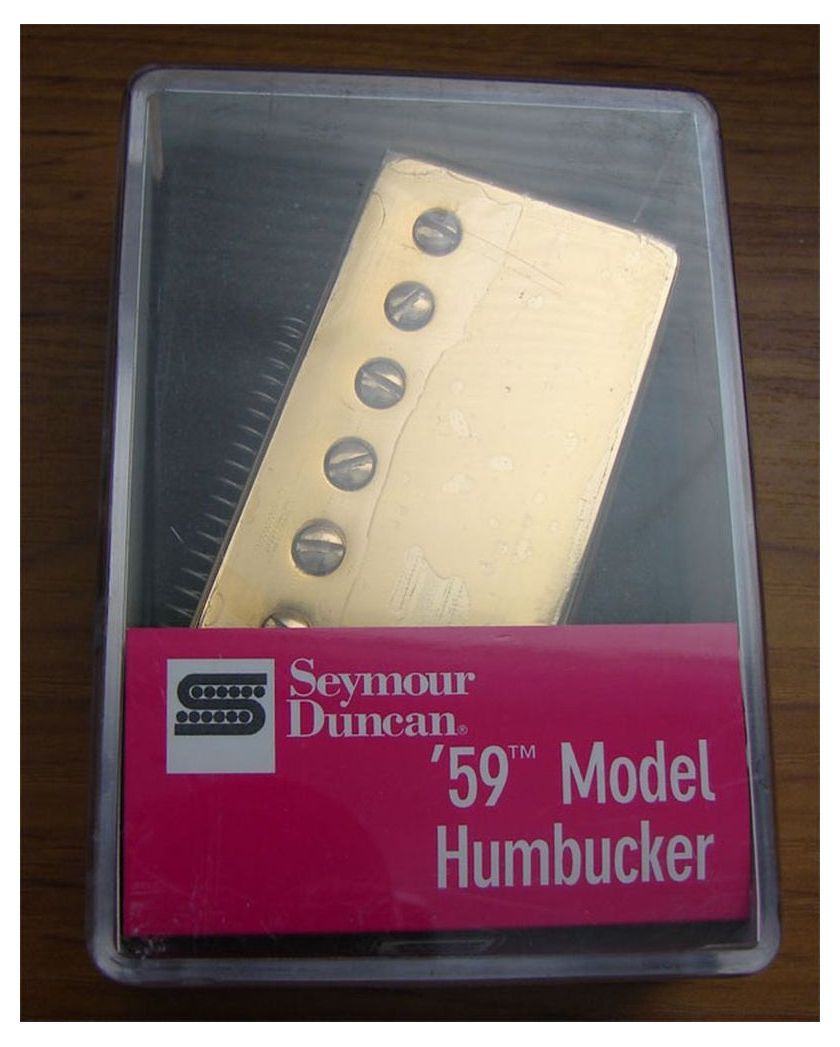 Seymour
Duncan®
'59™ Model
Humbucker